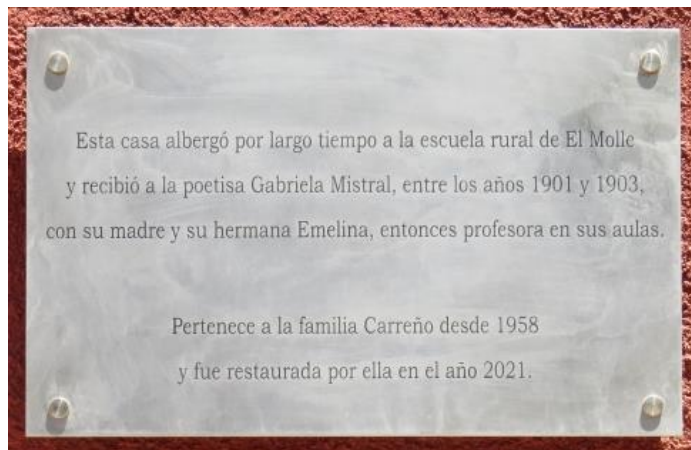 Esta casa albergó por largo tiempo a la escuela rural de El Molle
y recibió a la poetisa Gabriela Mistral, entre los años 1901 y 1903,
con su madre y su hermana Emelina, entonces profesora en sus aulas.
Pertenece a la familia Carreño desde 1958
y fue restaurada por ella en el año 2021.